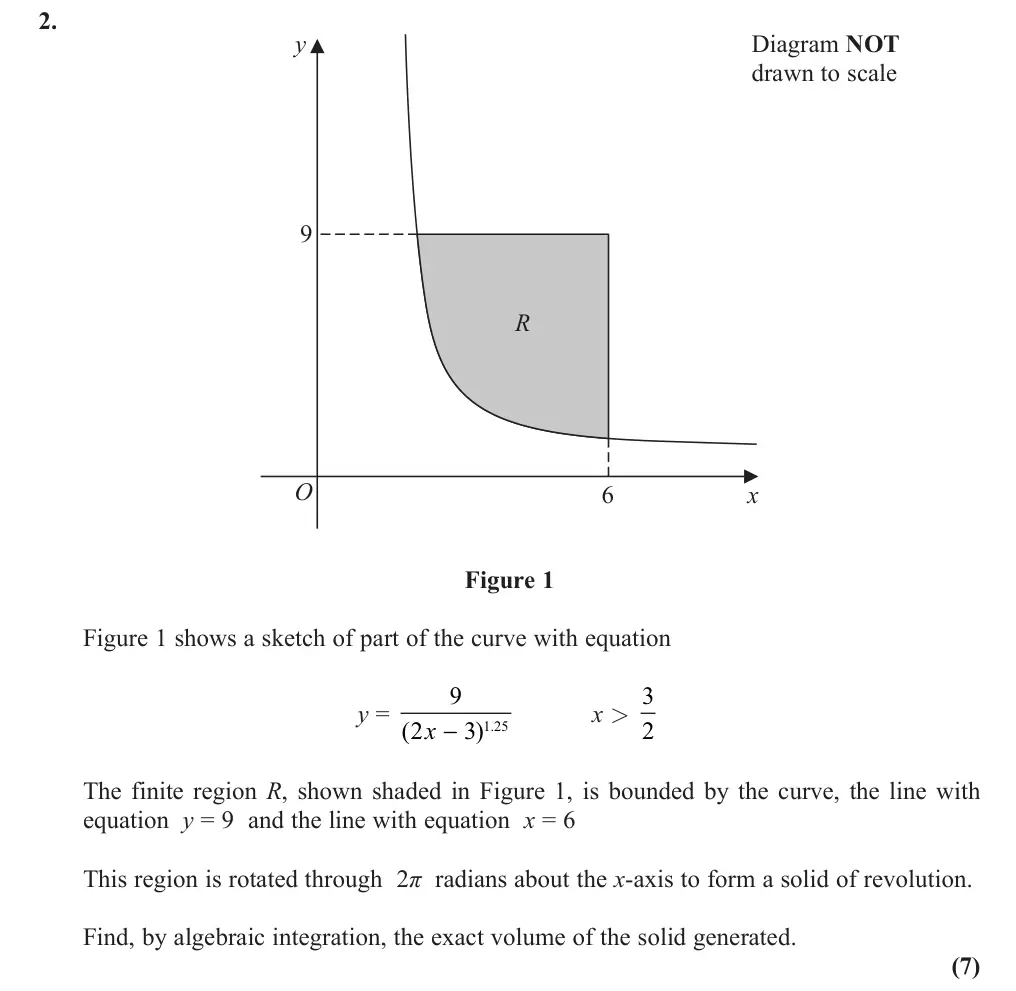 2.
Diagram NOT
drawn to scale
y
9
R
O
6
x
Figure 1
Figure 1 shows a sketch of part of the curve with equation
y = 9/(2x − 3)^1.25    x > 3/2
The finite region R, shown shaded in Figure 1, is bounded by the curve, the line with
equation y = 9 and the line with equation x = 6
This region is rotated through 2π radians about the x-axis to form a solid of revolution.
Find, by algebraic integration, the exact volume of the solid generated.
(7)